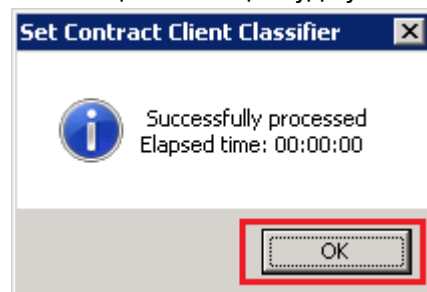 Set Contract Client Classifier
Successfully processed
Elapsed time: 00:00:00
OK